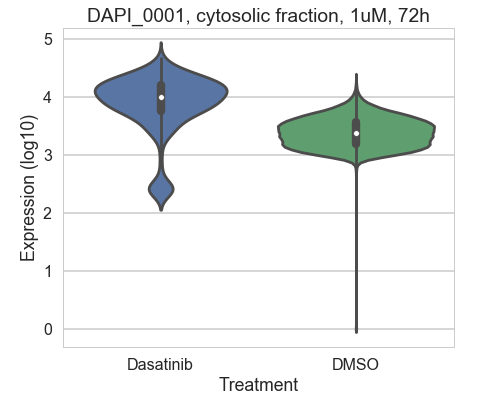 DAPI_0001, cytosolic fraction, 1uM, 72h
5
4
3
2
1
0
Expression (log10)
Dasatinib DMSO
Treatment